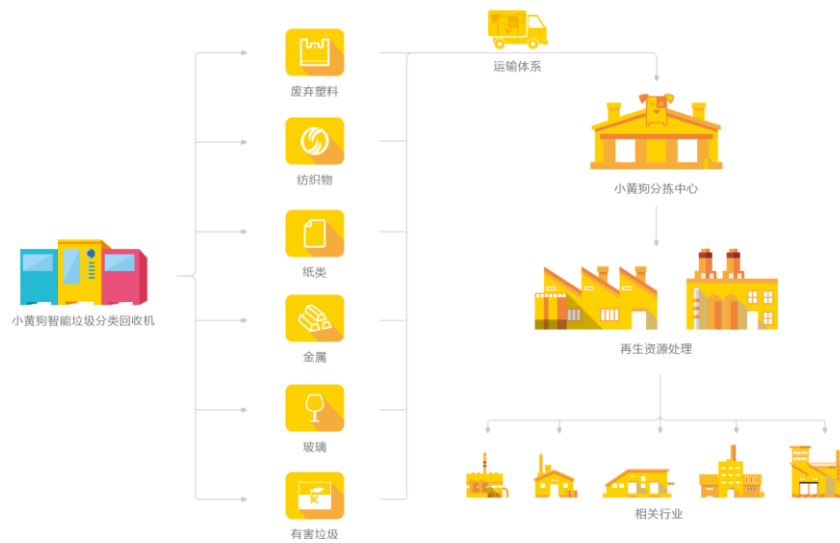 运输体系
废弃塑料
纺织物
小黄狗分拣中心
纸类
小黄狗智能垃圾分类回收机
再生资源处理
金属
玻璃
相关行业
有害垃圾